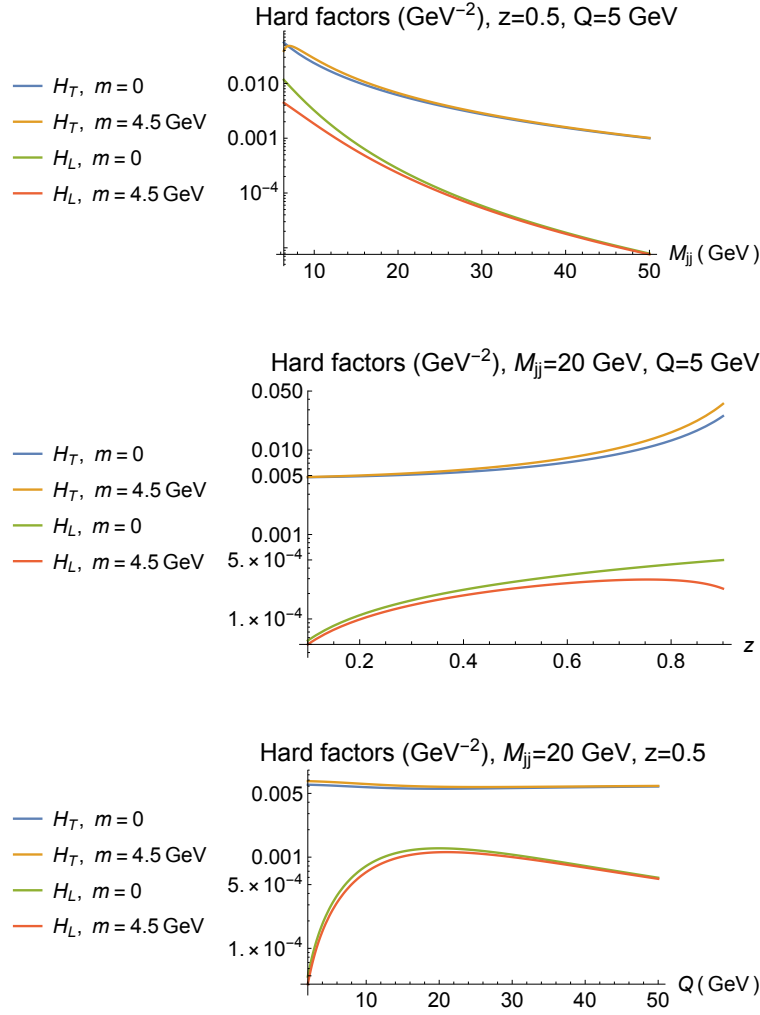 Hard factors (GeV⁻²), z=0.5, Q=5 GeV
H_T, m = 0
H_T, m = 4.5 GeV
H_L, m = 0
H_L, m = 4.5 GeV
0.010
0.001
10⁻⁴
10 20 30 40 50
M_jj (GeV)
Hard factors (GeV⁻²), M_jj=20 GeV, Q=5 GeV
H_T, m = 0
H_T, m = 4.5 GeV
H_L, m = 0
H_L, m = 4.5 GeV
0.050
0.010
0.005
0.001
5. × 10⁻⁴
1. × 10⁻⁴
0.2 0.4 0.6 0.8
z
Hard factors (GeV⁻²), M_jj=20 GeV, z=0.5
H_T, m = 0
H_T, m = 4.5 GeV
H_L, m = 0
H_L, m = 4.5 GeV
0.005
0.001
5. × 10⁻⁴
1. × 10⁻⁴
10 20 30 40 50
Q (GeV)